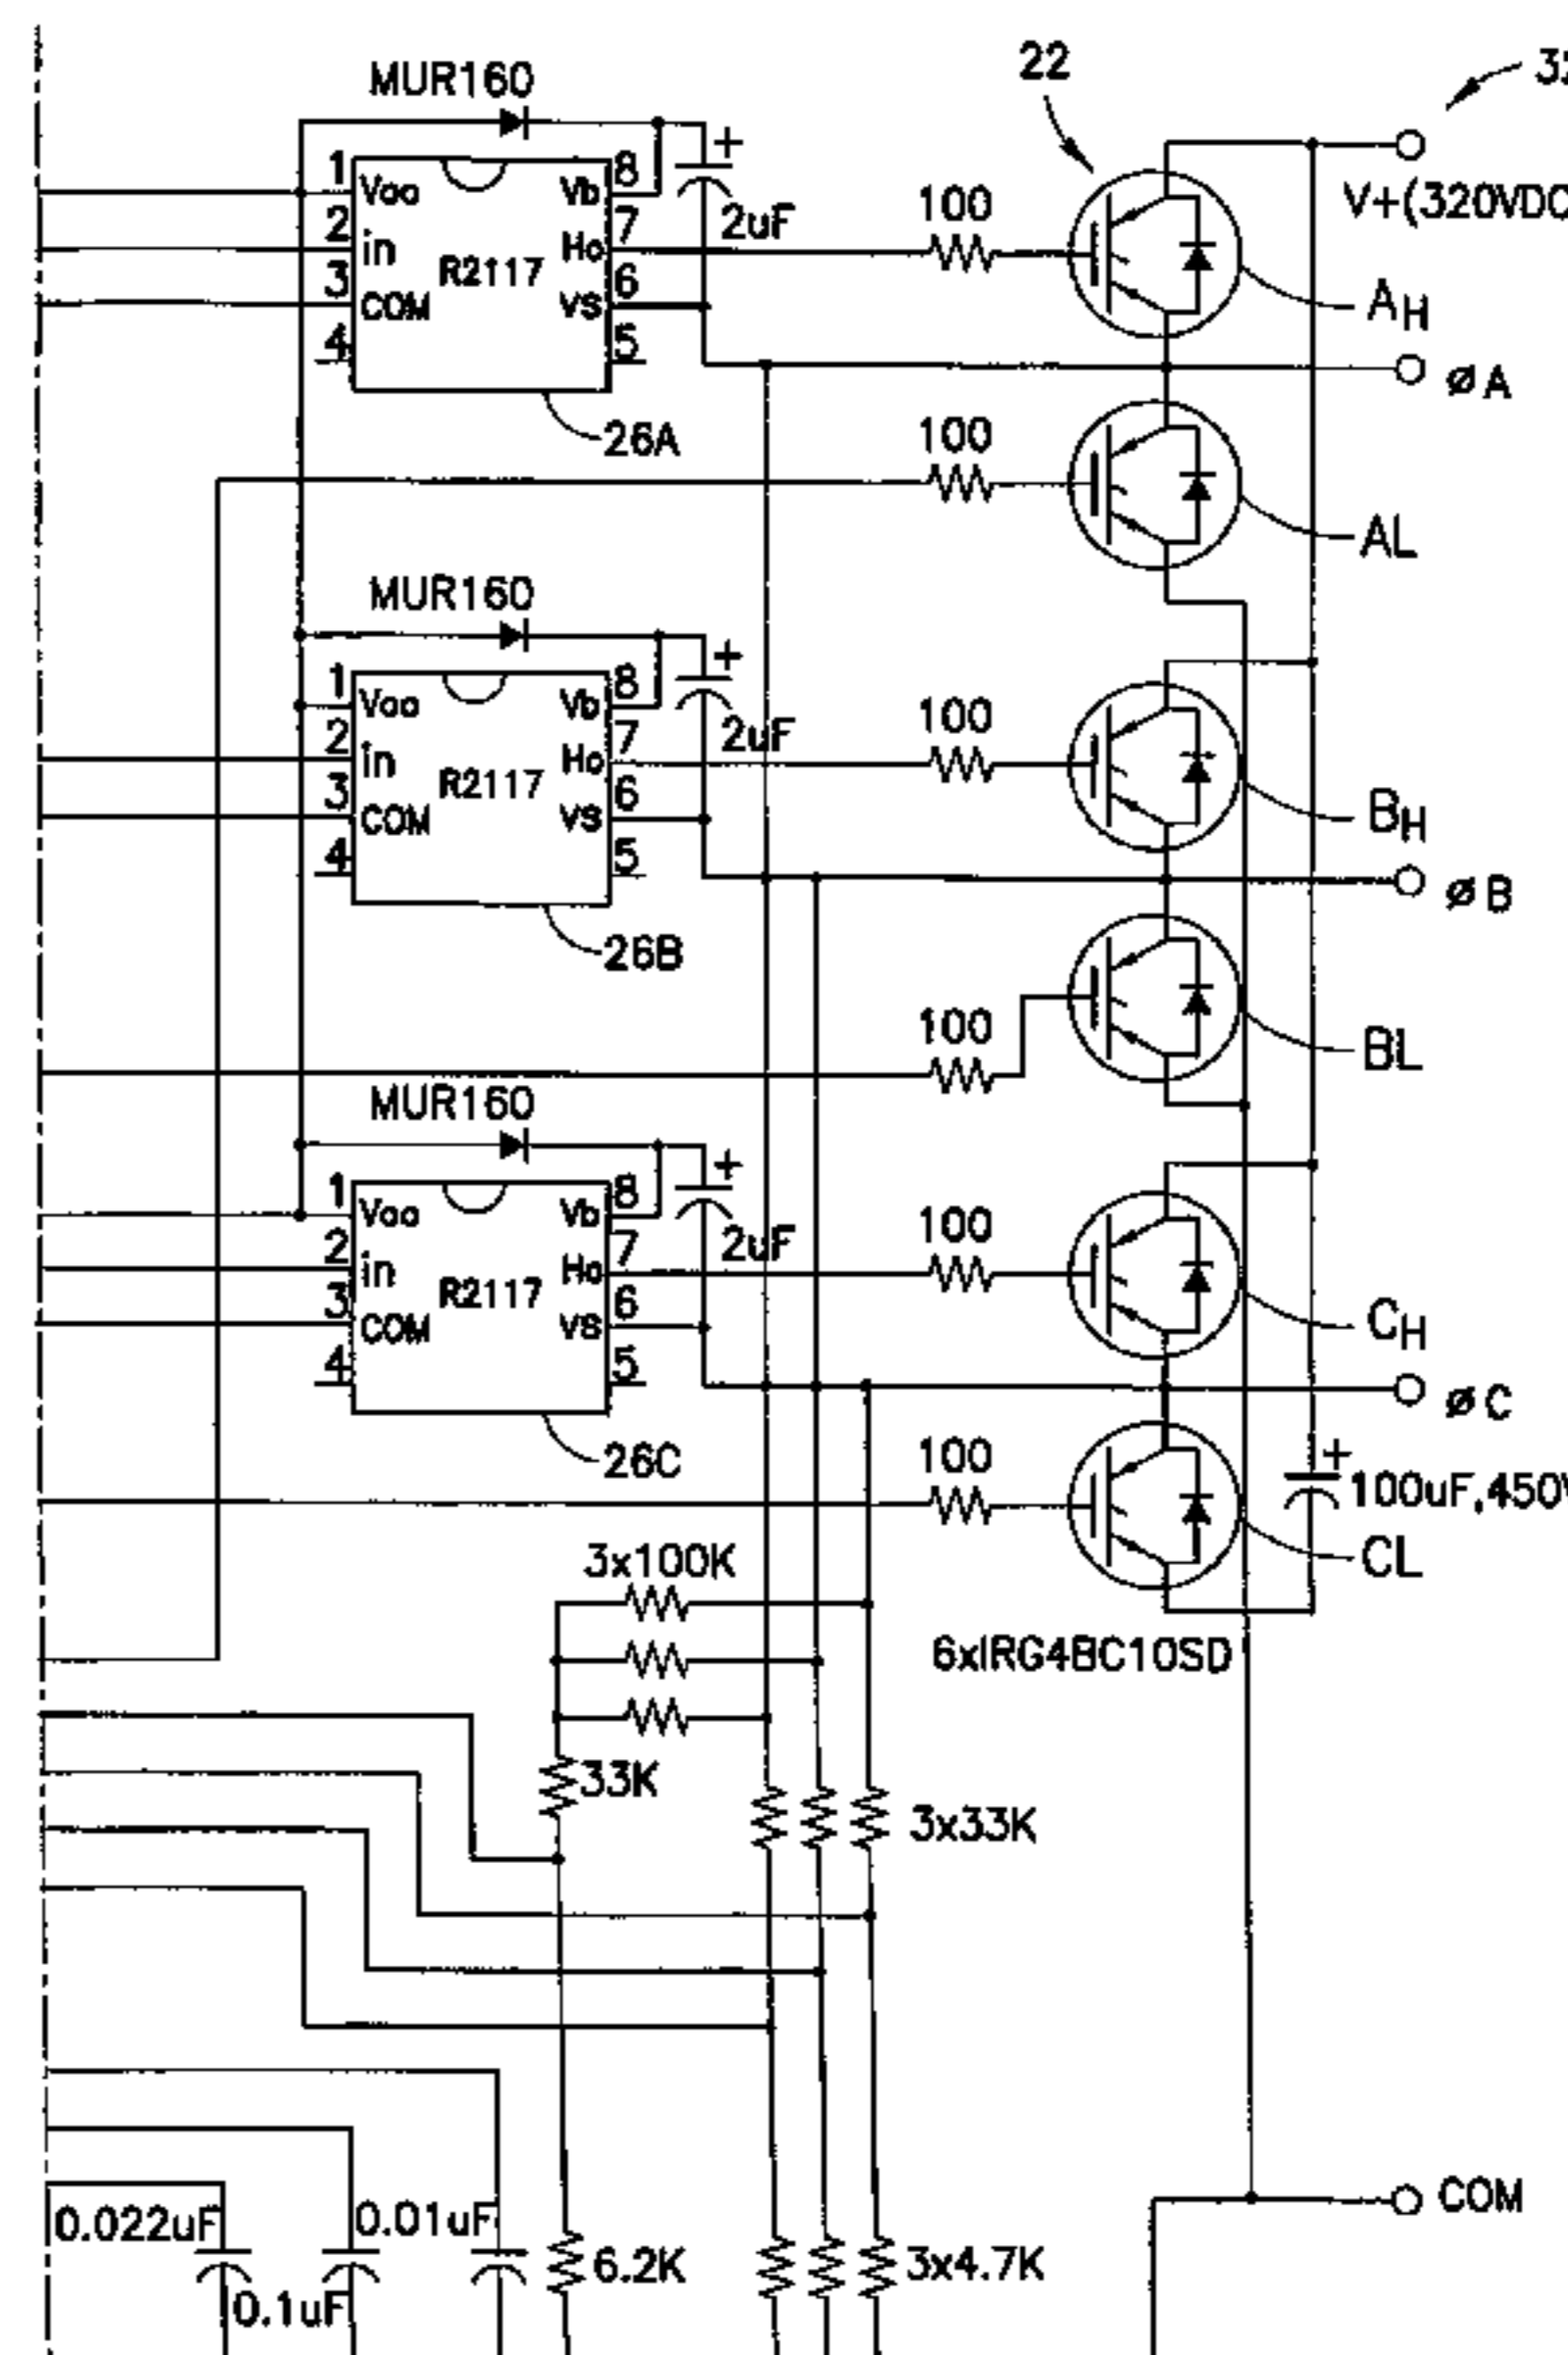 22
32
MUR160
1
Vcc
2
in
3
COM
4
R2117
8
Vb
7
Ho
6
VS
5
+
2uF
100
V+(320VDC
AH
øA
26A
100
AL
MUR160
1
Vcc
2
in
3
COM
4
R2117
8
Vb
7
Ho
6
VS
5
+
2uF
100
BH
øB
26B
100
BL
MUR160
1
Vcc
2
in
3
COM
4
R2117
8
Vb
7
Ho
6
VS
5
+
2uF
100
CH
øC
26C
100
+
100uF,450V
CL
3x100K
6xIRG4BC10SD
33K
3x33K
COM
0.022uF
0.01uF
0.1uF
6.2K
3x4.7K